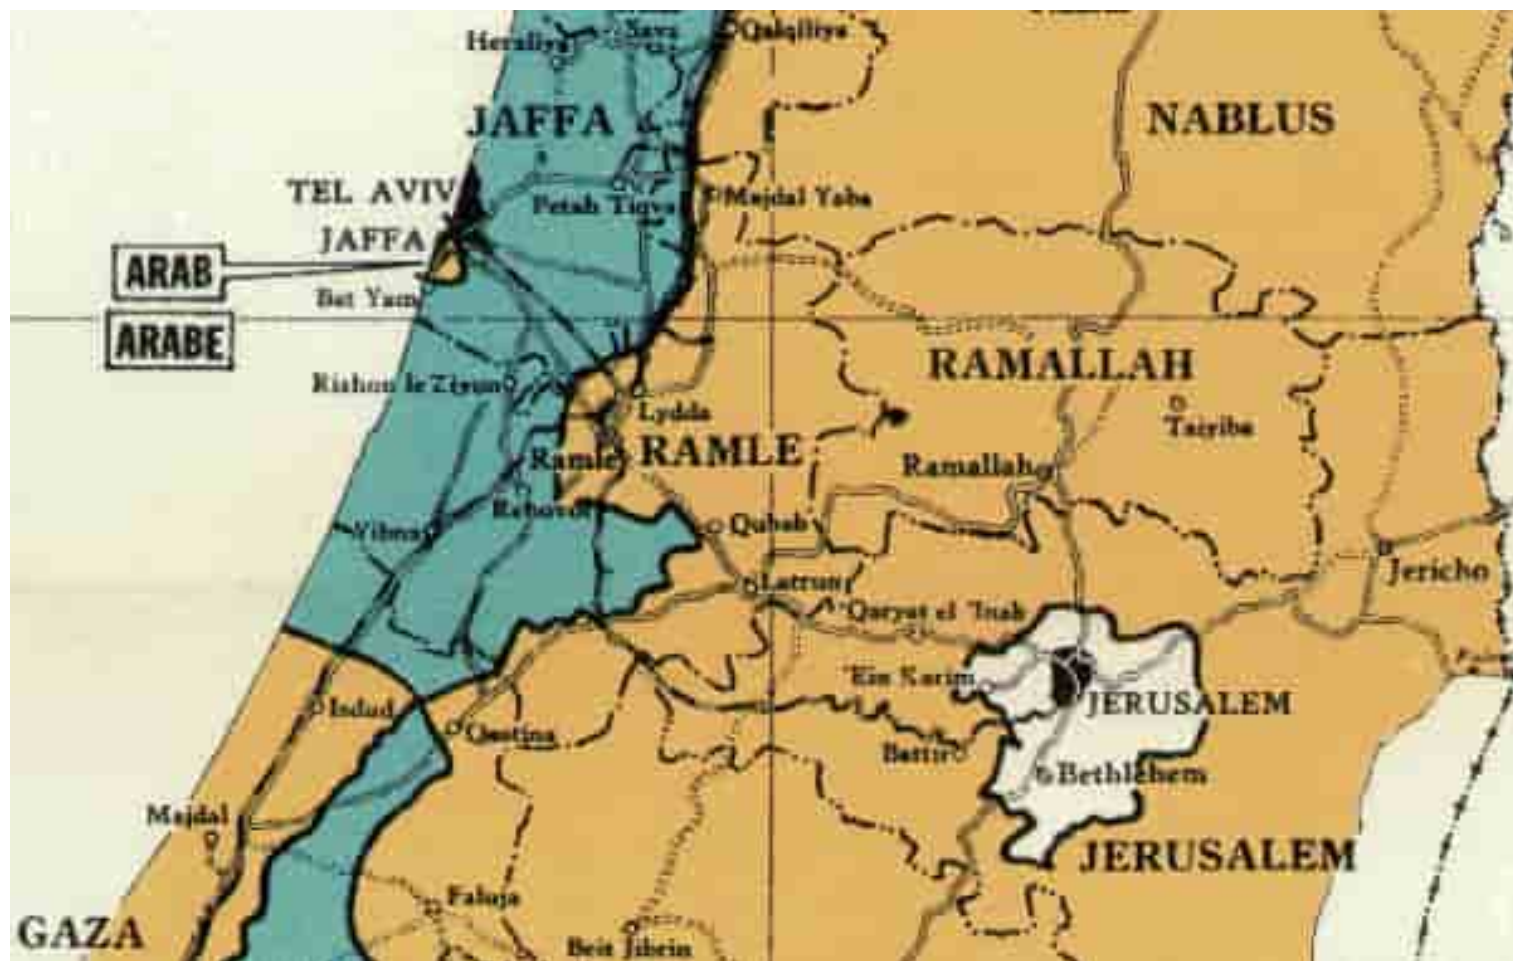 Herzliya
Sava
Qalqiliya
JAFFA
NABLUS
TEL AVIV
Petah Tiqva
Majdal Yaba
JAFFA
ARAB
Bat Yam
ARABE
RAMALLAH
Rishon le Ziyon
Lydda
Taiyiba
Ramle
RAMLE
Ramallah
Rehovot
Yibna
Qubab
Jericho
Latrun
Qaryat el 'Inab
'Ein Karim
JERUSALEM
Isdud
Qastina
Battir
Bethlehem
Majdal
JERUSALEM
Faluja
GAZA
Beit Jibrin